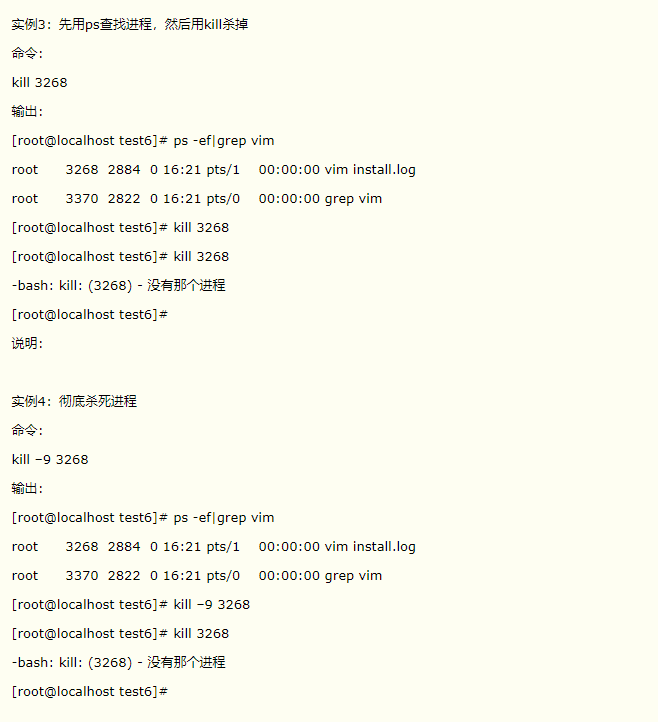 实例3：先用ps查找进程，然后用kill杀掉
命令：
kill 3268
输出：
[root@localhost test6]# ps -ef|grep vim
root 3268 2884 0 16:21 pts/1 00:00:00 vim install.log
root 3370 2822 0 16:21 pts/0 00:00:00 grep vim
[root@localhost test6]# kill 3268
[root@localhost test6]# kill 3268
-bash: kill: (3268) - 没有那个进程
[root@localhost test6]#
说明：
实例4：彻底杀死进程
命令：
kill –9 3268
输出：
[root@localhost test6]# ps -ef|grep vim
root 3268 2884 0 16:21 pts/1 00:00:00 vim install.log
root 3370 2822 0 16:21 pts/0 00:00:00 grep vim
[root@localhost test6]# kill –9 3268
[root@localhost test6]# kill 3268
-bash: kill: (3268) - 没有那个进程
[root@localhost test6]#